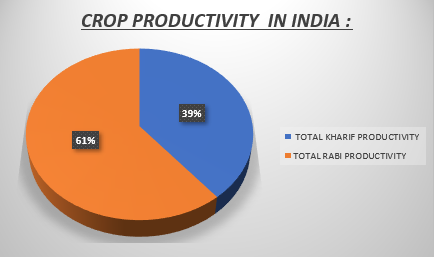 CROP PRODUCTIVITY IN INDIA :
39%
61%
TOTAL KHARIF PRODUCTIVITY
TOTAL RABI PRODUCTIVITY